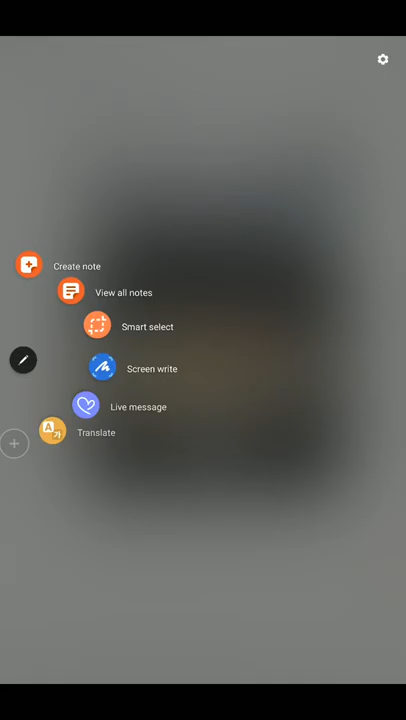 Create note
View all notes
Smart select
Screen write
Live message
Translate